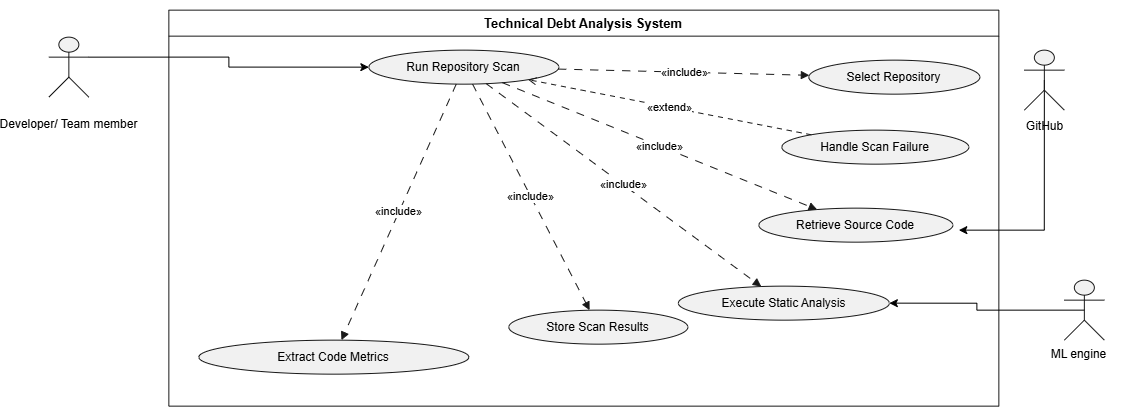 Technical Debt Analysis System
Run Repository Scan
«include»
Select Repository
Developer/ Team member
«extend»
GitHub
Handle Scan Failure
«include»
«include»
«include»
«include»
Retrieve Source Code
Execute Static Analysis
Store Scan Results
Extract Code Metrics
ML engine